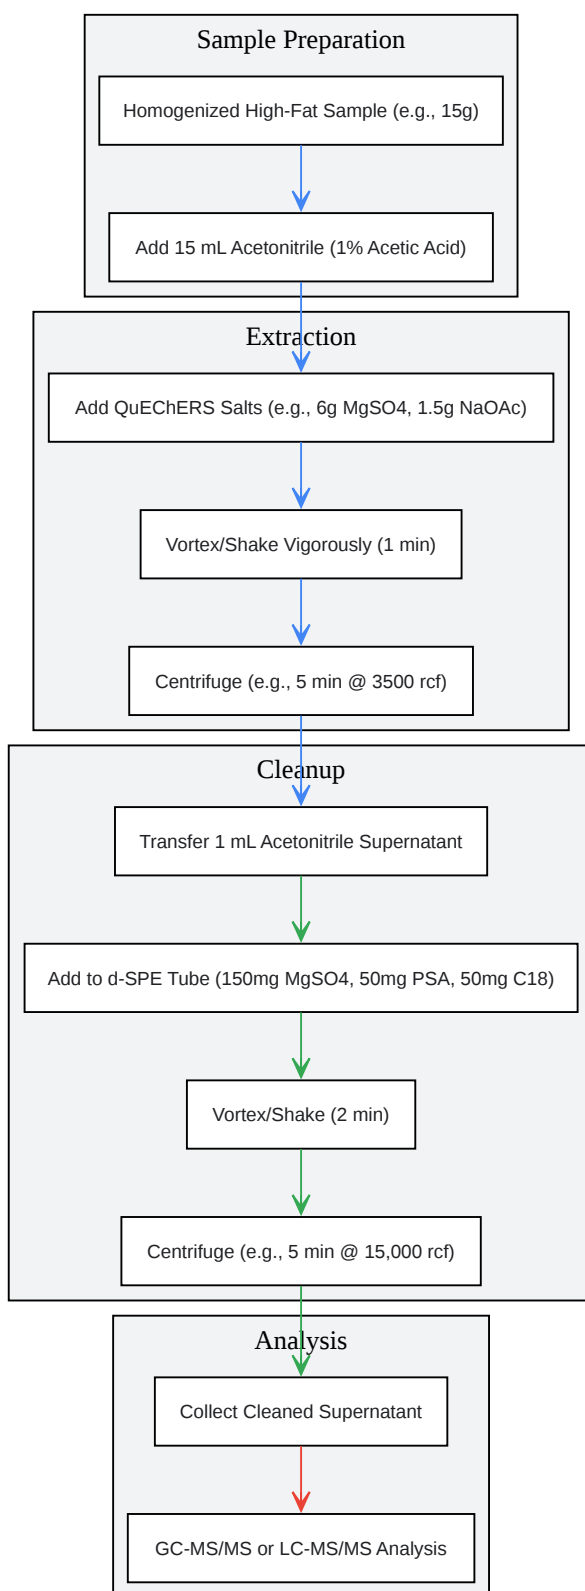 Sample Preparation
Homogenized High-Fat Sample (e.g., 15g)
Add 15 mL Acetonitrile (1% Acetic Acid)
Extraction
Add QuEChERS Salts (e.g., 6g MgSO4, 1.5g NaOAc)
Vortex/Shake Vigorously (1 min)
Centrifuge (e.g., 5 min @ 3500 rcf)
Cleanup
Transfer 1 mL Acetonitrile Supernatant
Add to d-SPE Tube (150mg MgSO4, 50mg PSA, 50mg C18)
Vortex/Shake (2 min)
Centrifuge (e.g., 5 min @ 15,000 rcf)
Analysis
Collect Cleaned Supernatant
GC-MS/MS or LC-MS/MS Analysis